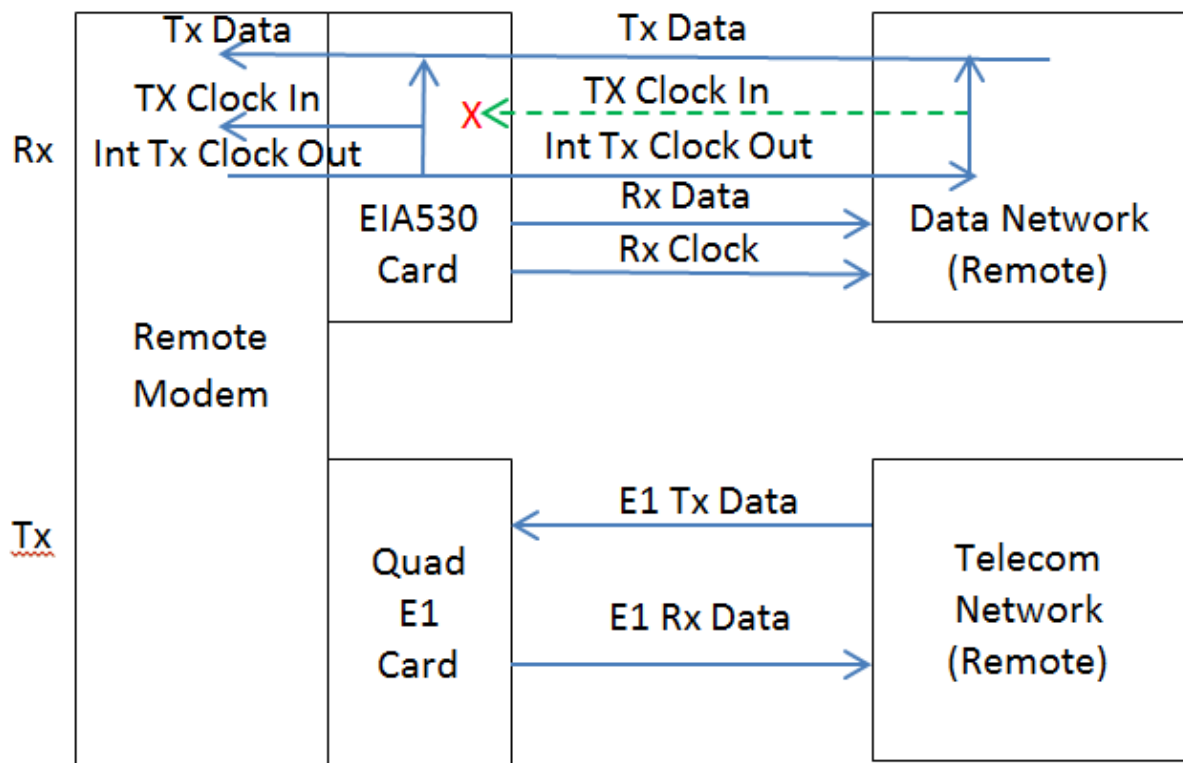 Tx Data
Tx Data
TX Clock In
X
TX Clock In
Rx
Int Tx Clock Out
Int Tx Clock Out
Rx Data
EIA530
Card
Rx Clock
Data Network
(Remote)
Remote
Modem
Tx
Quad
E1
Card
E1 Tx Data
E1 Rx Data
Telecom
Network
(Remote)